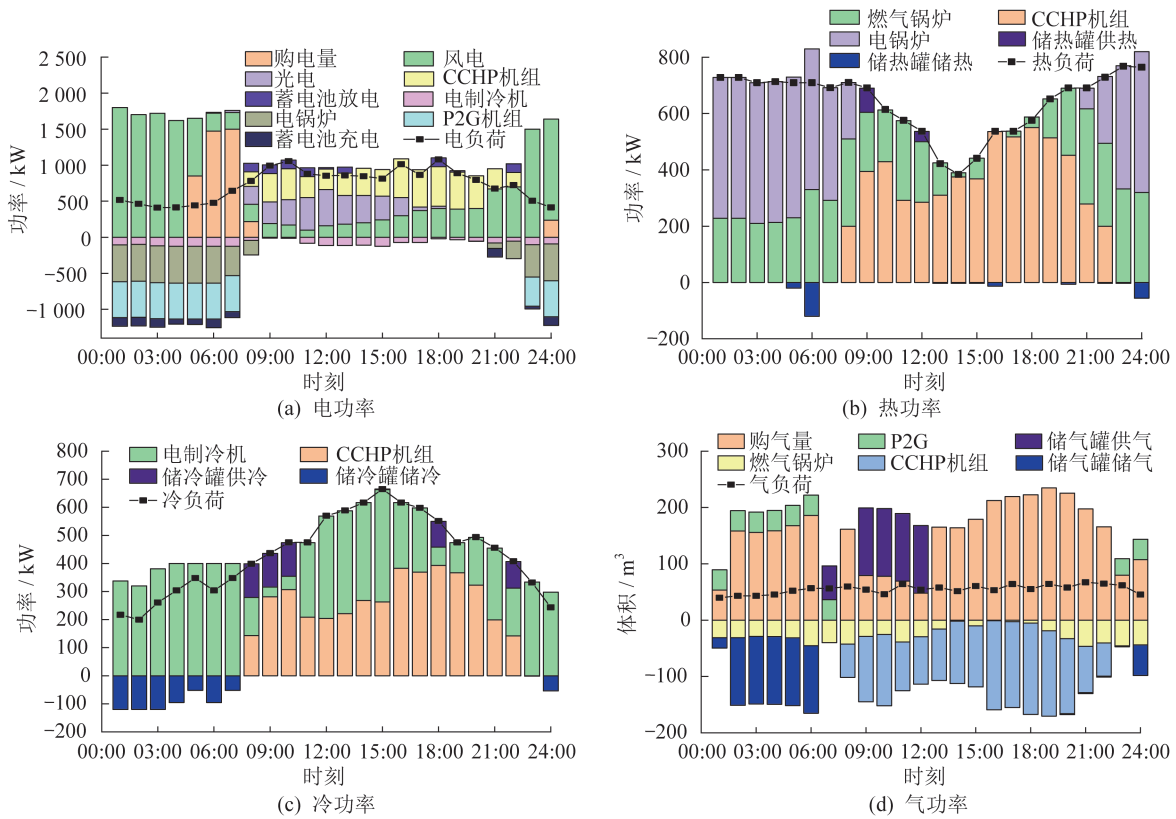 2 500
2 000
1 500
1 000
500
0
−500
−1 000
功率 / kW
购电量
风电
光电
CCHP机组
蓄电池放电
电制冷机
电锅炉
P2G机组
蓄电池充电
电负荷
00:00 03:00 06:00 09:00 12:00 15:00 18:00 21:00 24:00
时刻
(a) 电功率
燃气锅炉
CCHP机组
电锅炉
储热罐供热
储热罐储热
热负荷
800
600
400
200
0
−200
功率 / kW
00:00 03:00 06:00 09:00 12:00 15:00 18:00 21:00 24:00
时刻
(b) 热功率
800
700
600
500
400
300
200
100
0
−100
−200
功率 / kW
电制冷机
CCHP机组
储冷罐供冷
储冷罐储冷
冷负荷
00:00 03:00 06:00 09:00 12:00 15:00 18:00 21:00 24:00
时刻
(c) 冷功率
购气量
P2G
储气罐供气
燃气锅炉
CCHP机组
储气罐储气
气负荷
300
200
100
0
−100
−200
体积 / m³
00:00 03:00 06:00 09:00 12:00 15:00 18:00 21:00 24:00
时刻
(d) 气功率